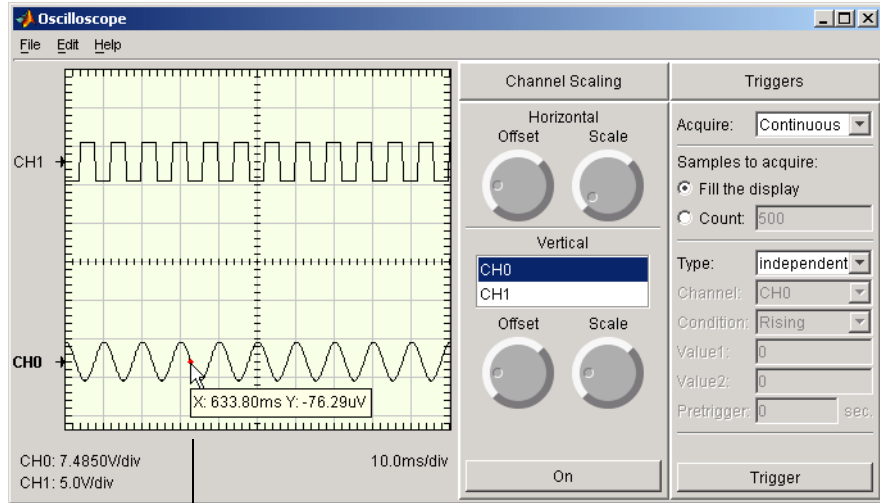 Oscilloscope
File Edit Help
CH1
CH0
X: 633.80ms Y: -76.29uV
CH0: 7.4850V/div
CH1: 5.0V/div
10.0ms/div
Channel Scaling
Horizontal
Offset Scale
Vertical
CH0
CH1
Offset Scale
On
Triggers
Acquire: Continuous
Samples to acquire:
Fill the display
Count: 500
Type: independent
Channel: CH0
Condition: Rising
Value1: 0
Value2: 0
Pretrigger: 0 sec.
Trigger